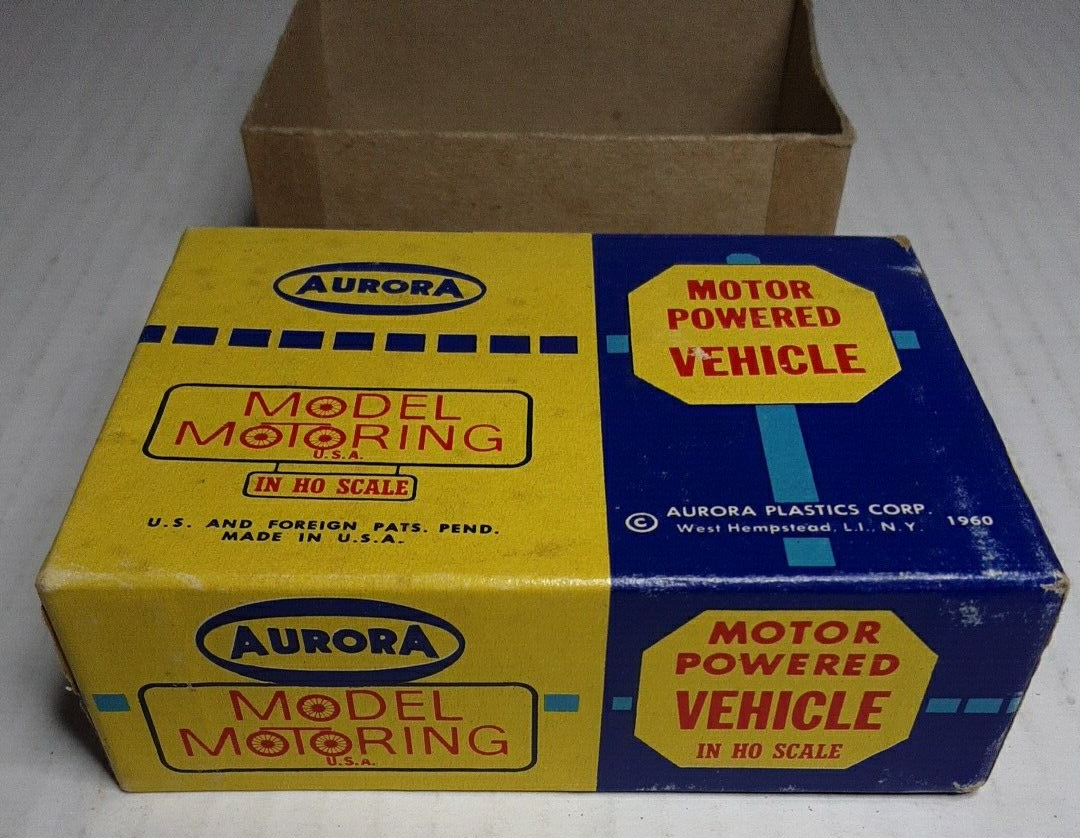 AURORA
MODEL
MOTORING
U.S.A.
IN HO SCALE
U.S. AND FOREIGN PATS. PEND.
MADE IN U.S.A.
MOTOR
POWERED
VEHICLE
© AURORA PLASTICS CORP.
West Hempstead, L.I., N.Y. 1960
AURORA
MODEL
MOTORING
U.S.A.
MOTOR
POWERED
VEHICLE
IN HO SCALE